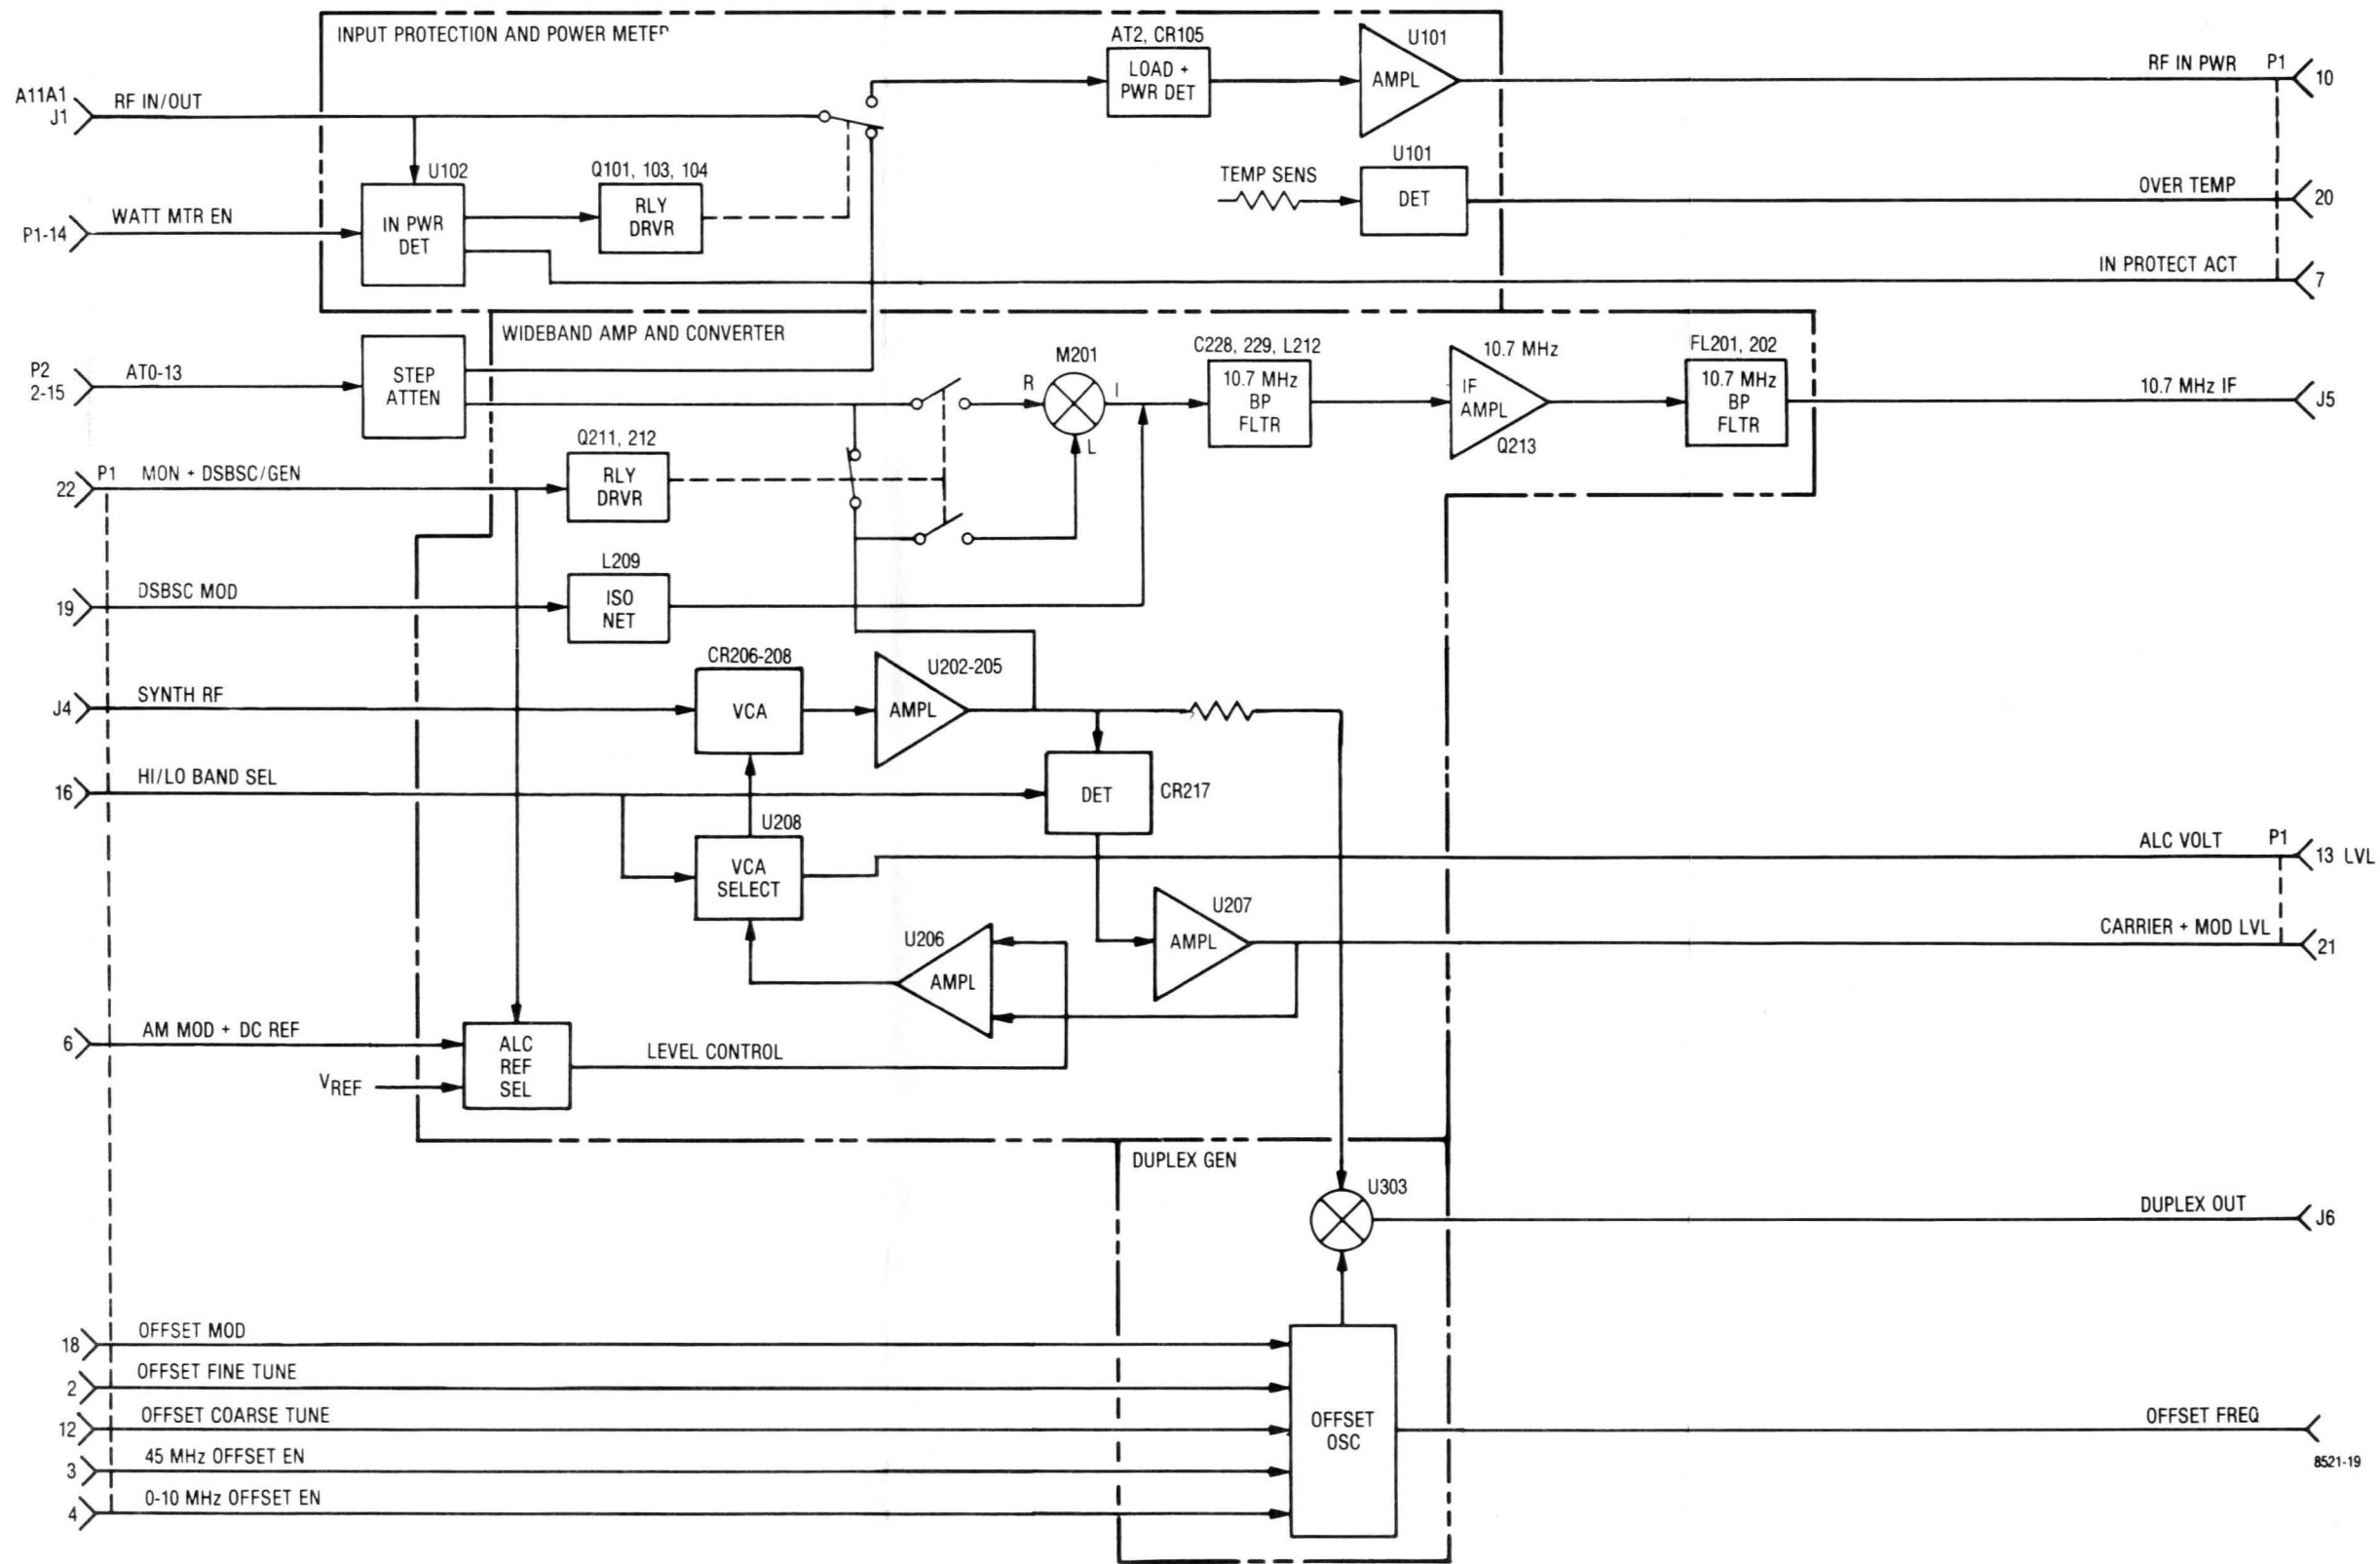 INPUT PROTECTION AND POWER METER
AT2, CR105
U101
LOAD +
PWR DET
AMPL
RF IN PWR
P1
10
A11A1
J1
RF IN/OUT
U102
Q101, 103, 104
TEMP SENS
U101
DET
OVER TEMP
20
P1-14
WATT MTR EN
IN PWR
DET
RLY
DRVR
IN PROTECT ACT
7
WIDEBAND AMP AND CONVERTER
P2
2-15
AT0-13
STEP
ATTEN
M201
R
I
L
C228, 229, L212
10.7 MHz
BP
FLTR
10.7 MHz
IF
AMPL
Q213
FL201, 202
10.7 MHz
BP
FLTR
10.7 MHz IF
J5
22
P1
MON + DSBSC/GEN
Q211, 212
RLY
DRVR
19
DSBSC MOD
L209
ISO
NET
CR206-208
U202-205
J4
SYNTH RF
VCA
AMPL
16
HI/LO BAND SEL
DET
CR217
U208
VCA
SELECT
ALC VOLT
P1
13 LVL
U206
AMPL
U207
AMPL
CARRIER + MOD LVL
21
6
AM MOD + DC REF
VREF
ALC
REF
SEL
LEVEL CONTROL
DUPLEX GEN
U303
DUPLEX OUT
J6
18
OFFSET MOD
2
OFFSET FINE TUNE
12
OFFSET COARSE TUNE
3
45 MHz OFFSET EN
4
0-10 MHz OFFSET EN
OFFSET
OSC
OFFSET FREQ
8521-19